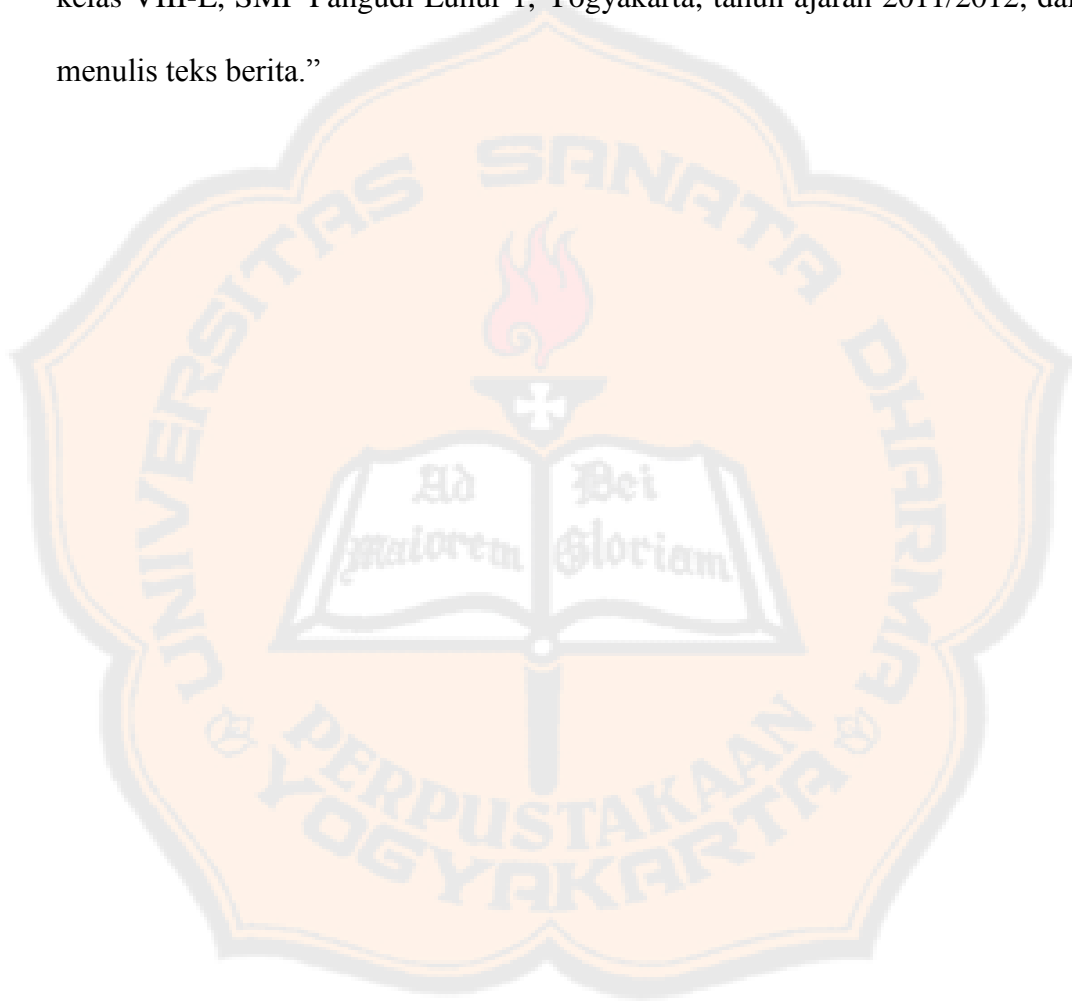 kelas VIII-E, SMP Pangudi Luhur 1, Yogyakarta, tahun ajaran 2011/2012,
menulis teks berita.”
UNIVERSITAS SANATA DHARMA
Ad
maiorem
Dei
Gloriam
PERPUSTAKAAN
YOGYAKARTA